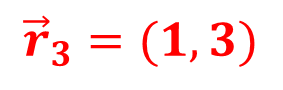 r⃗₃ = (1, 3)